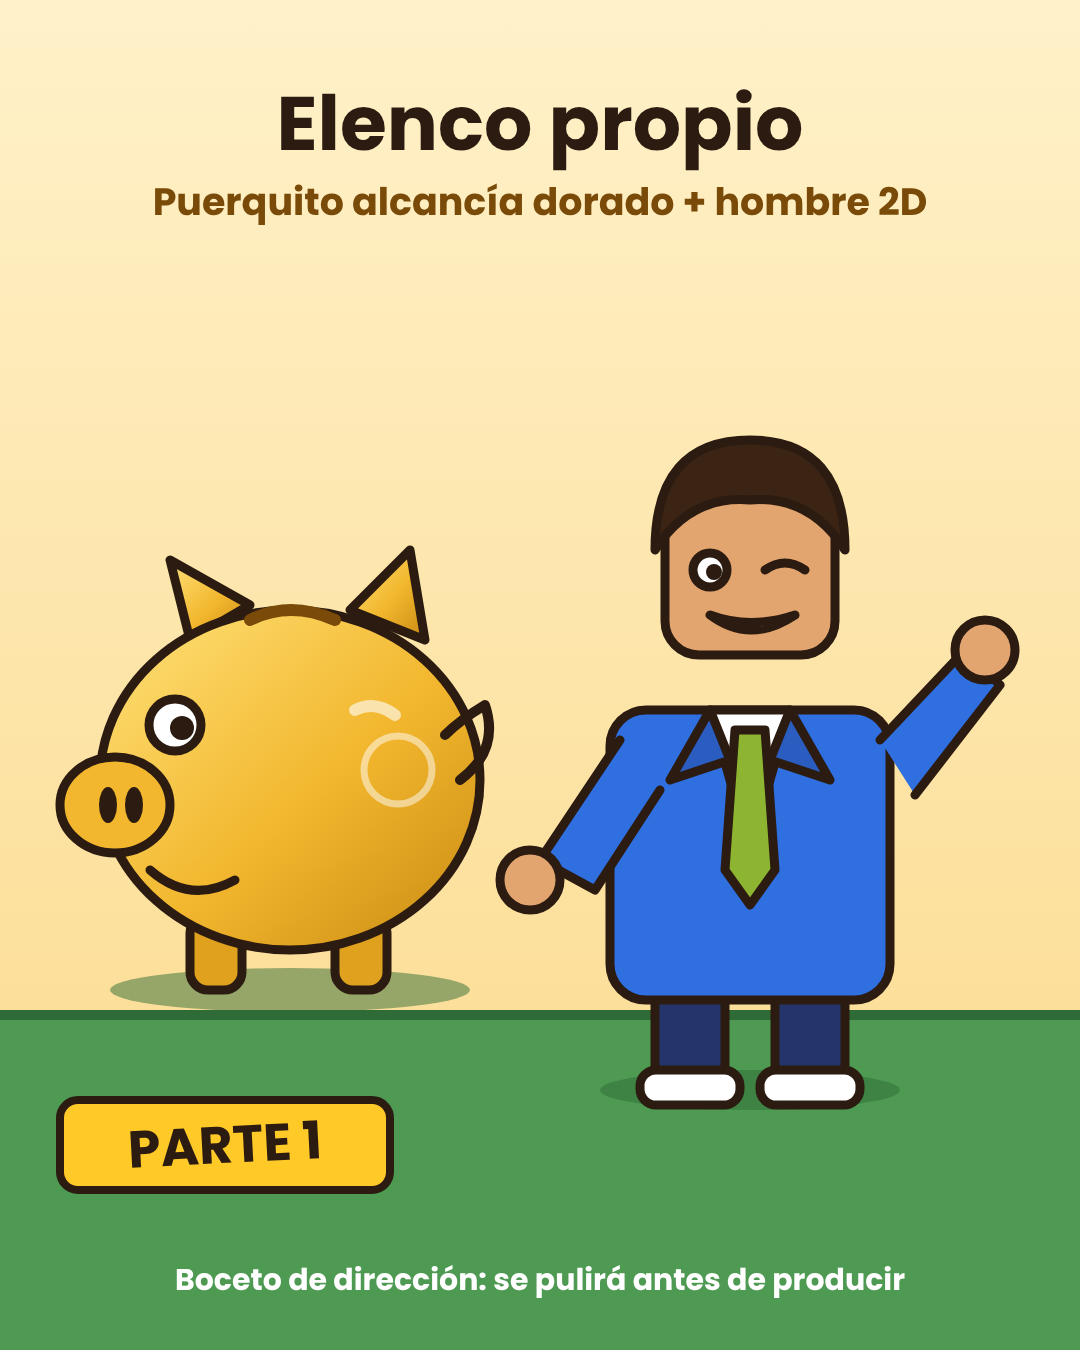 Elenco propio
Puerquito alcancía dorado + hombre 2D
PARTE 1
Boceto de dirección: se pulirá antes de producir